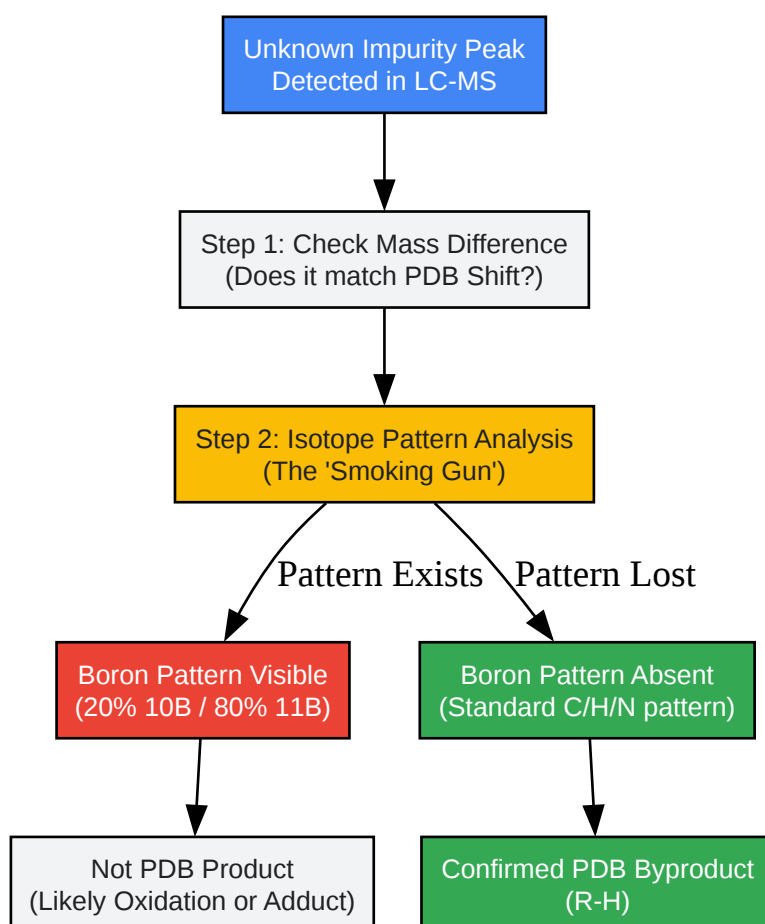 Unknown Impurity Peak
Detected in LC-MS
Step 1: Check Mass Difference
(Does it match PDB Shift?)
Step 2: Isotope Pattern Analysis
(The 'Smoking Gun')
Pattern Exists
Pattern Lost
Boron Pattern Visible
(20% 10B / 80% 11B)
Boron Pattern Absent
(Standard C/H/N pattern)
Not PDB Product
(Likely Oxidation or Adduct)
Confirmed PDB Byproduct
(R-H)